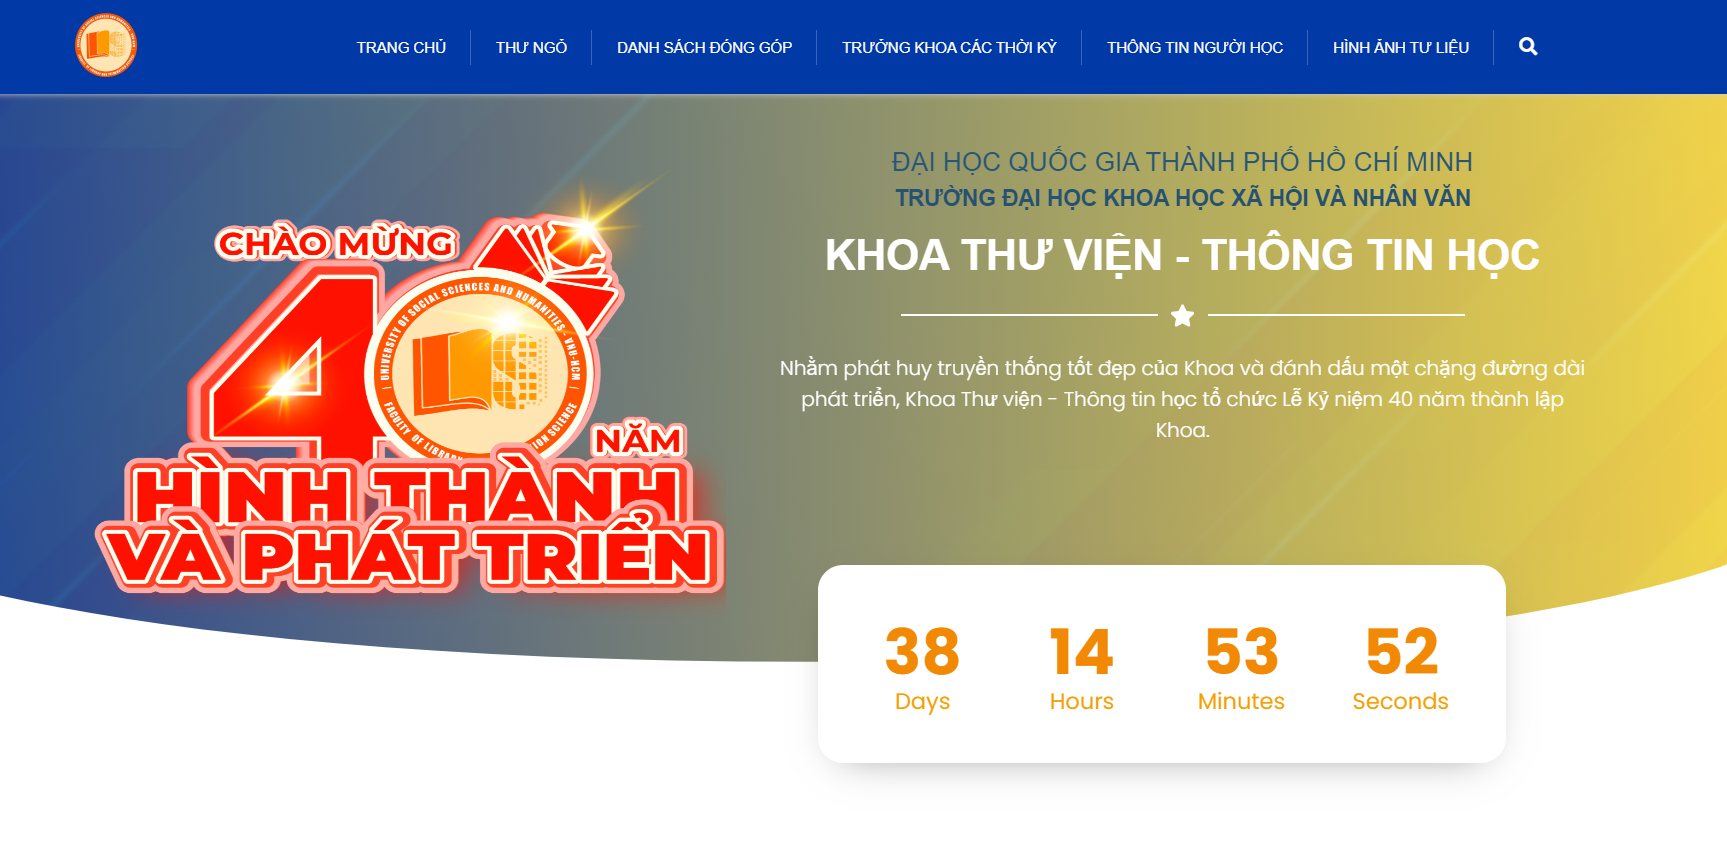 TRANG CHỦ
THƯ NGỎ
DANH SÁCH ĐÓNG GÓP
TRƯỞNG KHOA CÁC THỜI KỲ
THÔNG TIN NGƯỜI HỌC
HÌNH ẢNH TƯ LIỆU
CHÀO MỪNG
40
UNIVERSITY OF SOCIAL SCIENCES AND HUMANITIES - VNU-HCM
FACULTY OF LIBRARY
ION SCIENCE
NĂM
HÌNH THÀNH
VÀ PHÁT TRIỂN
ĐẠI HỌC QUỐC GIA THÀNH PHỐ HỒ CHÍ MINH
TRƯỜNG ĐẠI HỌC KHOA HỌC XÃ HỘI VÀ NHÂN VĂN
KHOA THƯ VIỆN - THÔNG TIN HỌC
Nhằm phát huy truyền thống tốt đẹp của Khoa và đánh dấu một chặng đường dài
phát triển, Khoa Thư viện - Thông tin học tổ chức Lễ Kỷ niệm 40 năm thành lập
Khoa.
38 14 53 52
Days Hours Minutes Seconds